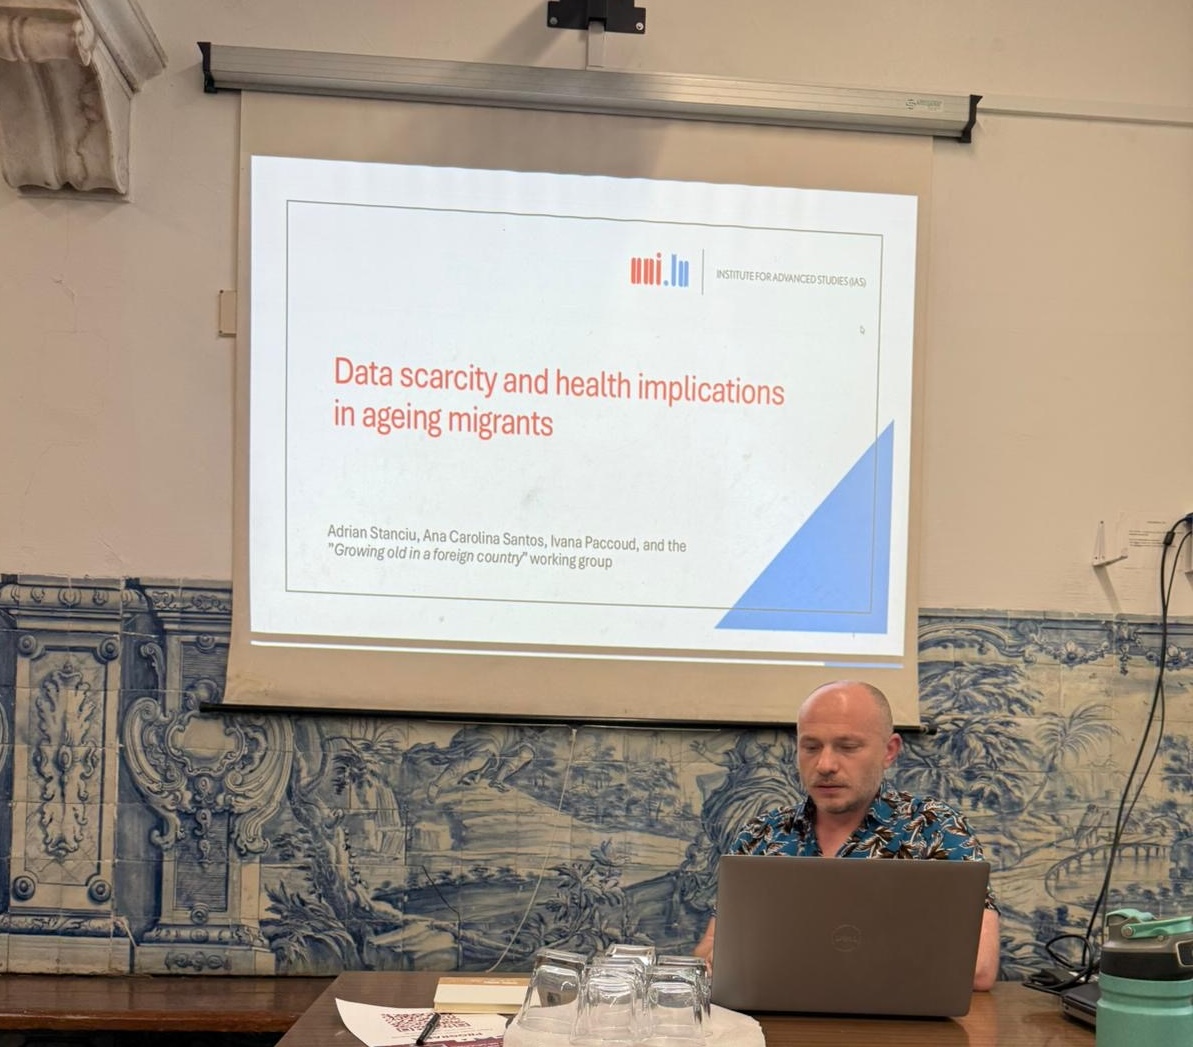 uni.lu
INSTITUTE FOR ADVANCED STUDIES (IAS)
Data scarcity and health implications
in ageing migrants
Adrian Stanciu, Ana Carolina Santos, Ivana Paccoud, and the
"Growing old in a foreign country" working group
DELL